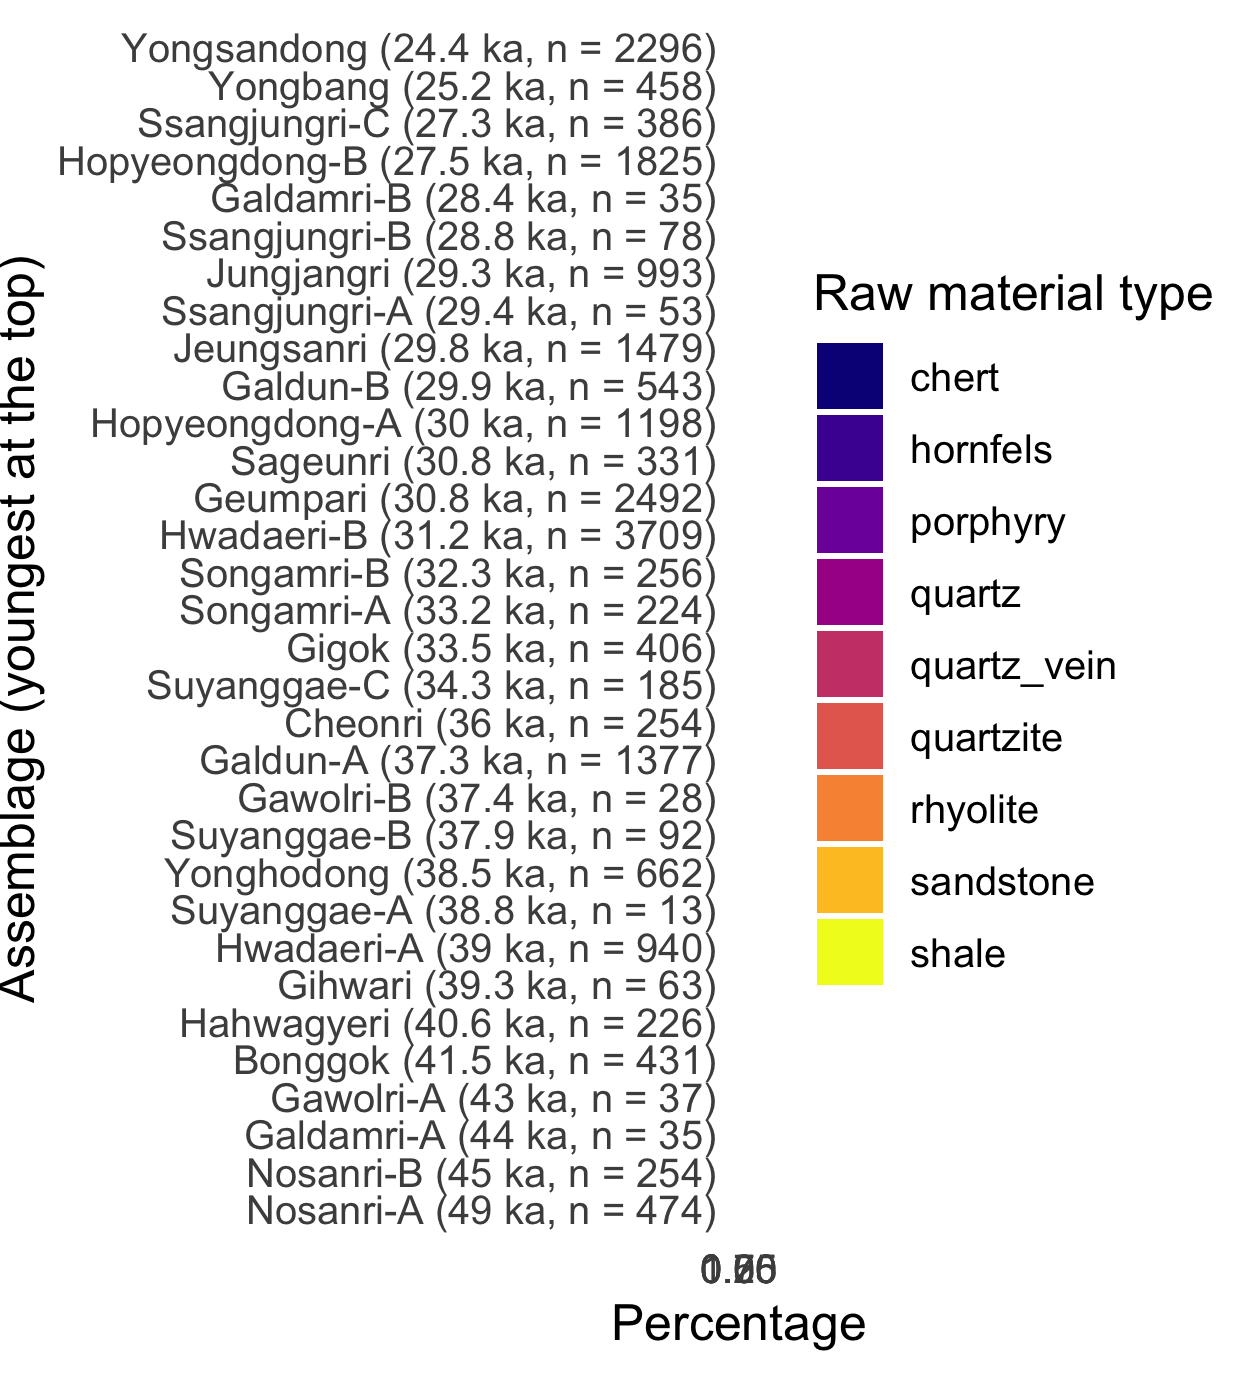 Yongsandong (24.4 ka, n = 2296)
Yongbang (25.2 ka, n = 458)
Ssangjungri-C (27.3 ka, n = 386)
Hopyeongdong-B (27.5 ka, n = 1825)
Galdamri-B (28.4 ka, n = 35)
Ssangjungri-B (28.8 ka, n = 78)
Jungjangri (29.3 ka, n = 993)
Ssangjungri-A (29.4 ka, n = 53)
Jeungsanri (29.8 ka, n = 1479)
Galdun-B (29.9 ka, n = 543)
Hopyeongdong-A (30 ka, n = 1198)
Sageunri (30.8 ka, n = 331)
Geumpari (30.8 ka, n = 2492)
Hwadaeri-B (31.2 ka, n = 3709)
Songamri-B (32.3 ka, n = 256)
Songamri-A (33.2 ka, n = 224)
Gigok (33.5 ka, n = 406)
Suyanggae-C (34.3 ka, n = 185)
Cheonri (36 ka, n = 254)
Galdun-A (37.3 ka, n = 1377)
Gawolri-B (37.4 ka, n = 28)
Suyanggae-B (37.9 ka, n = 92)
Yonghodong (38.5 ka, n = 662)
Suyanggae-A (38.8 ka, n = 13)
Hwadaeri-A (39 ka, n = 940)
Gihwari (39.3 ka, n = 63)
Hahwagyeri (40.6 ka, n = 226)
Bonggok (41.5 ka, n = 431)
Gawolri-A (43 ka, n = 37)
Galdamri-A (44 ka, n = 35)
Nosanri-B (45 ka, n = 254)
Nosanri-A (49 ka, n = 474)
Assemblage (youngest at the top)
Percentage
Raw material type
chert
hornfels
porphyry
quartz
quartz_vein
quartzite
rhyolite
sandstone
shale